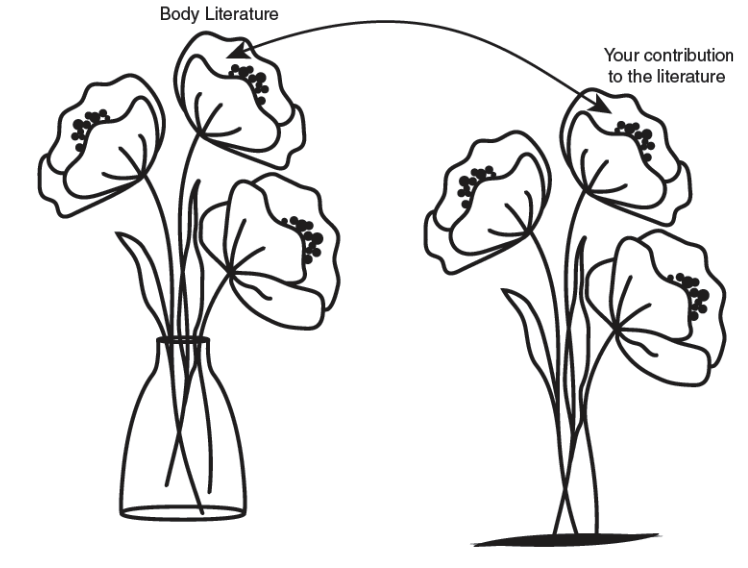 Body Literature
Your contribution
to the literature